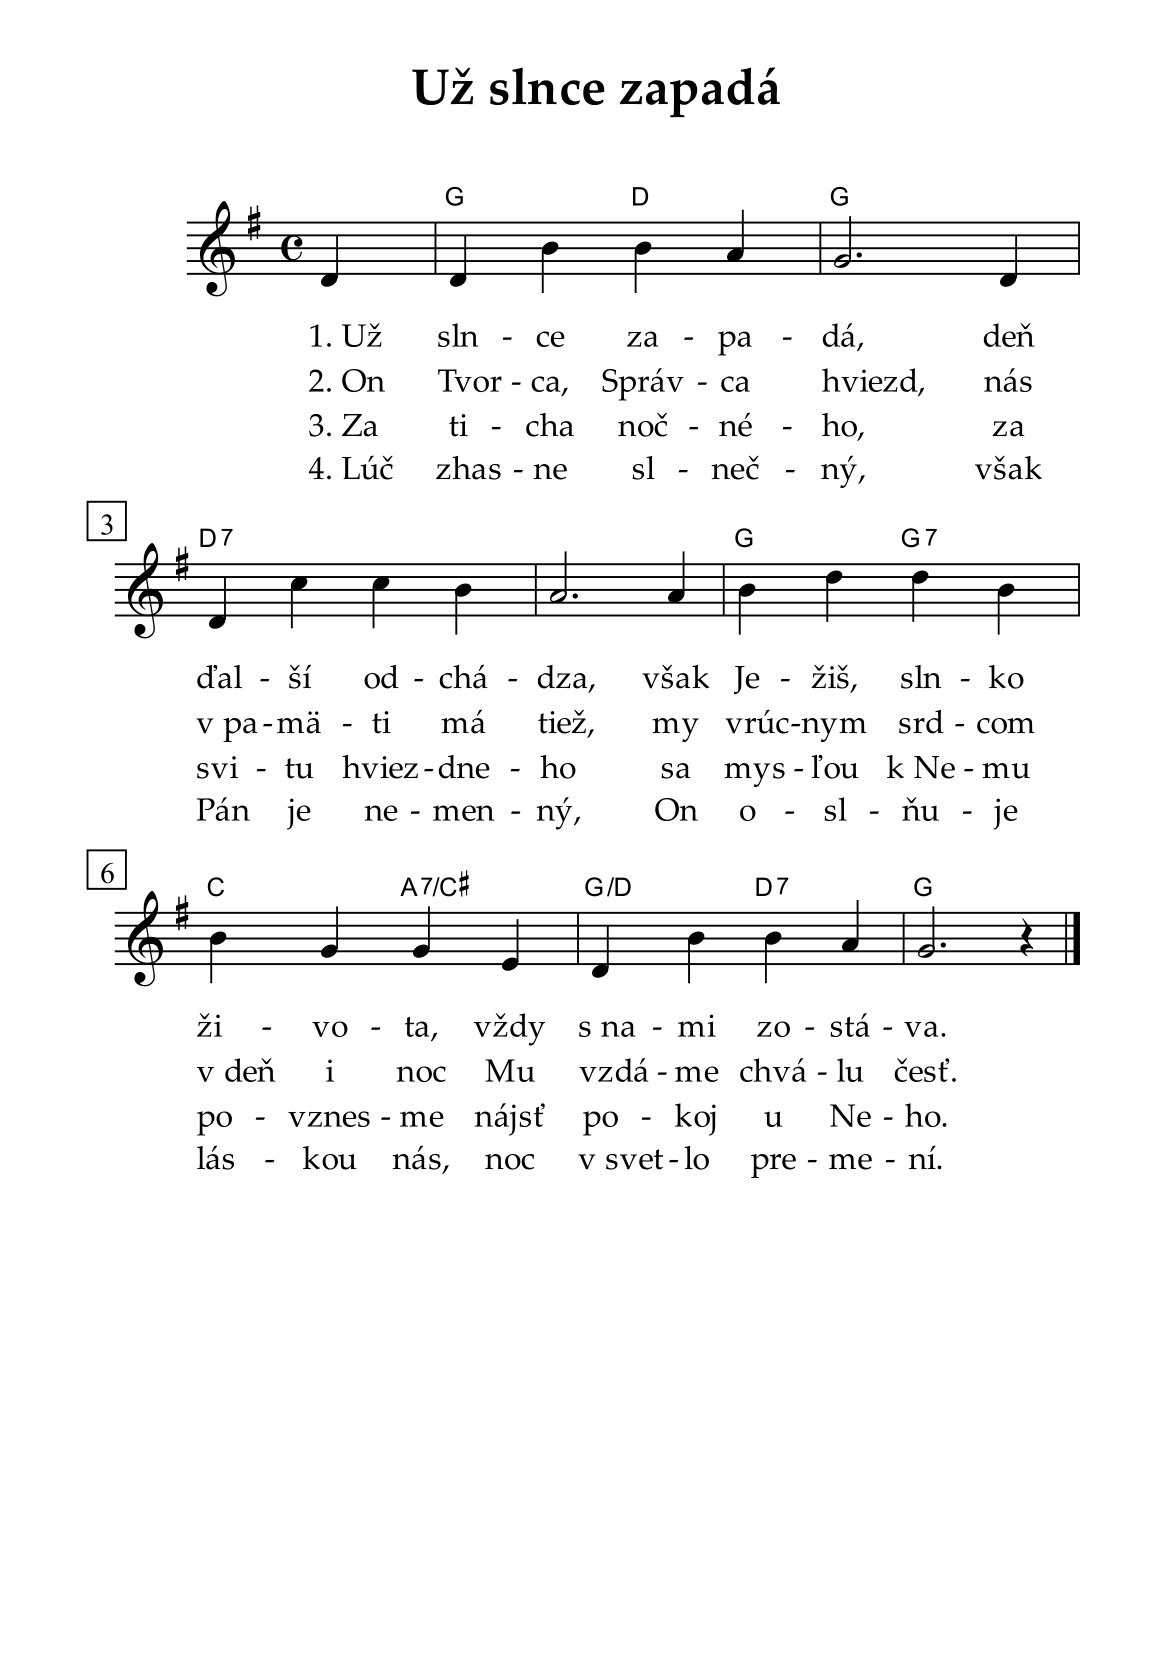 Už slnce zapadá
G D G
1. Už sln - ce za - pa - dá, deň
2. On Tvor - ca, Správ - ca hviezd, nás
3. Za ti - cha noč - né - ho, za
4. Lúč zhas - ne sl - neč - ný, však
3
D7 G G7
ďal - ší od - chá - dza, však Je - žiš, sln - ko
v pa - mä - ti má tiež, my vrúc - nym srd - com
svi - tu hviez - dne - ho sa mys - ľou k Ne - mu
Pán je ne - men - ný, On o - sl - ňu - je
6
C A7/C♯ G/D D7 G
ži - vo - ta, vždy s na - mi zo - stá - va.
v deň i noc Mu vzdá - me chvá - lu česť.
po - vznes - me nájsť po - koj u Ne - ho.
lás - kou nás, noc v svet - lo pre - me - ní.